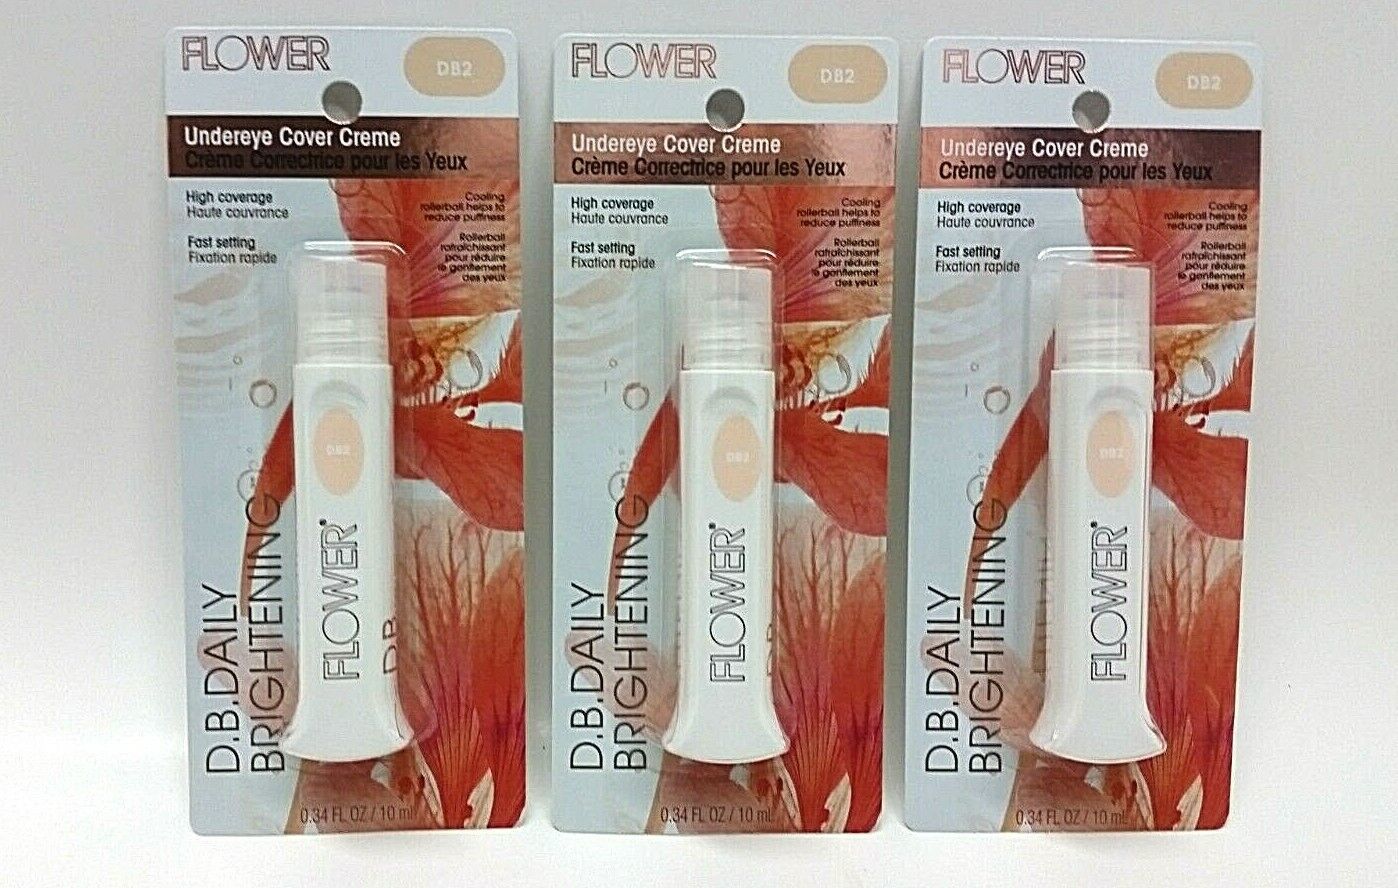 FLOWER
DB2
Undereye Cover Creme
Crème Correctrice pour les Yeux
High coverage
Haute couvrance
Fast setting
Fixation rapide
Cooling
rollerball helps to
reduce puffiness
Rollerball
rafraîchissant
pour réduire
le gonflement
des yeux
DB2
FLOWER®
DB
D.B.DAILY
BRIGHTENING
0.34 FL OZ / 10 ml
FLOWER
DB2
Undereye Cover Creme
Crème Correctrice pour les Yeux
High coverage
Haute couvrance
Fast setting
Fixation rapide
Cooling
rollerball helps to
reduce puffiness
Rollerball
rafraîchissant
pour réduire
le gonflement
des yeux
DB2
FLOWER®
D.B.DAILY
BRIGHTENING
0.34 FL OZ / 10 mL
FLOWER
DB2
Undereye Cover Creme
Crème Correctrice pour les Yeux
High coverage
Haute couvrance
Fast setting
Fixation rapide
Cooling
rollerball helps to
reduce puffiness
Rollerball
rafraîchissant
pour réduire
le gonflement
des yeux
DB2
FLOWER®
D.B.DAILY
BRIGHTENING
0.34 FL OZ / 10 mL